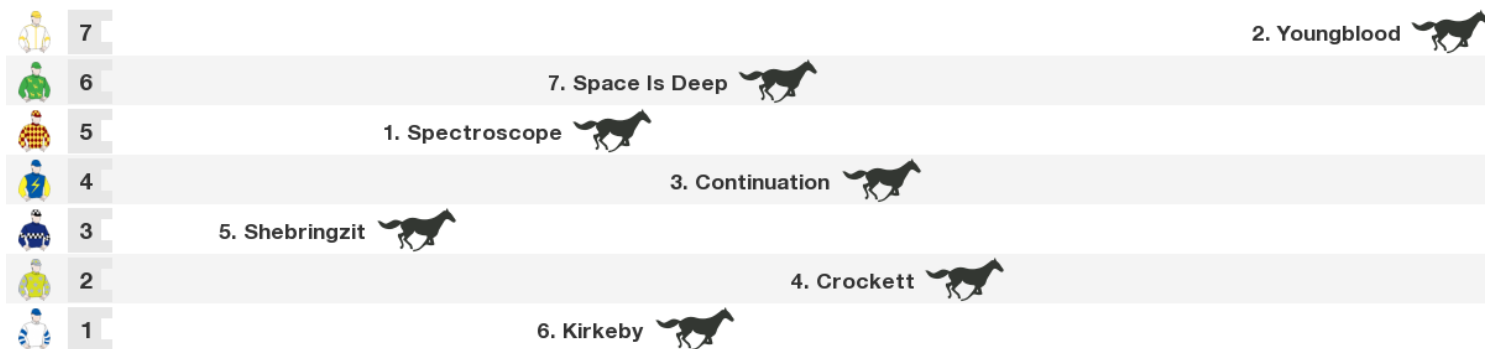 7 2. Youngblood
6 7. Space Is Deep
5 1. Spectroscope
4 3. Continuation
3 5. Shebringzit
2 4. Crockett
1 6. Kirkeby